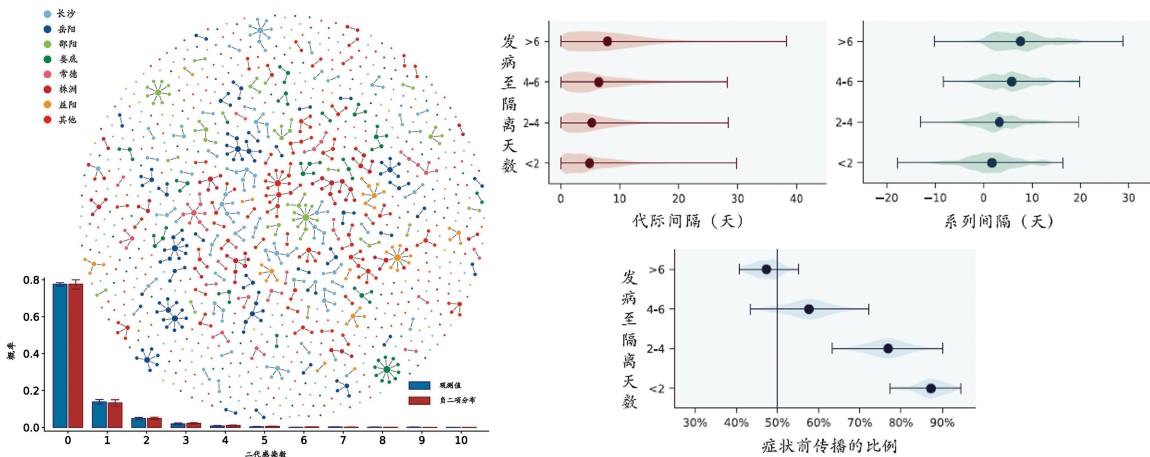 长沙
岳阳
邵阳
娄底
常德
株洲
益阳
其他
0.8
0.6
0.4
0.2
0.0
概率
0 1 2 3 4 5 6 7 8 9 10
二代感染数
观测值
负二项分布
发病至隔离天数
>6
4-6
2-4
<2
0 10 20 30 40
代际间隔（天）
>6
4-6
2-4
<2
−20 −10 0 10 20 30
系列间隔（天）
发病至隔离天数
>6
4-6
2-4
<2
30% 40% 50% 60% 70% 80% 90%
症状前传播的比例